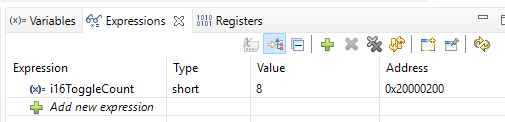 (x)= Variables Expressions Registers
Expression Type Value Address
(x)= i16ToggleCount short 8 0x20000200
Add new expression